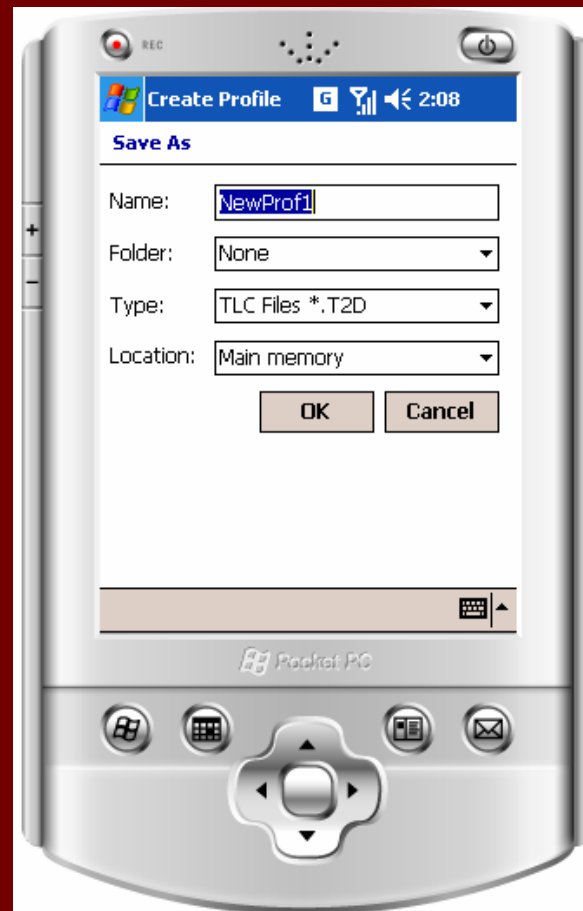 REC
Create Profile G 2:08
Save As
Name: NewProf1
Folder: None
Type: TLC Files *.T2D
Location: Main memory
OK Cancel
Pocket PC